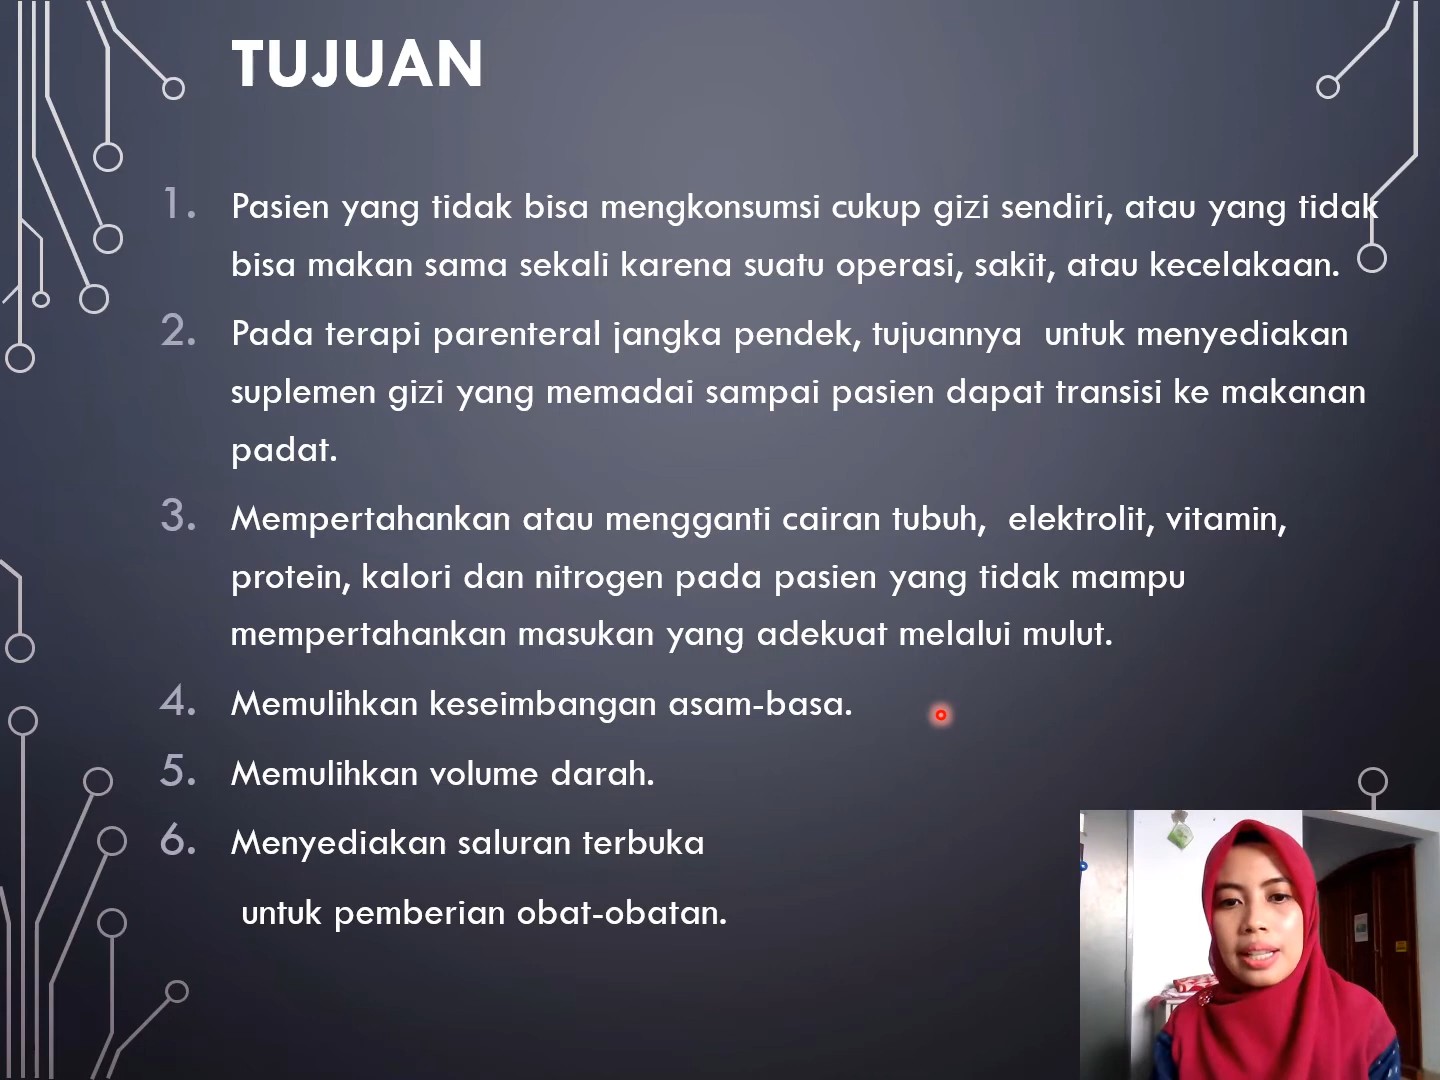 TUJUAN
1. Pasien yang tidak bisa mengkonsumsi cukup gizi sendiri, atau yang tidak
bisa makan sama sekali karena suatu operasi, sakit, atau kecelakaan.
2. Pada terapi parenteral jangka pendek, tujuannya  untuk menyediakan
suplemen gizi yang memadai sampai pasien dapat transisi ke makanan
padat.
3. Mempertahankan atau mengganti cairan tubuh,  elektrolit, vitamin,
protein, kalori dan nitrogen pada pasien yang tidak mampu
mempertahankan masukan yang adekuat melalui mulut.
4. Memulihkan keseimbangan asam-basa.
5. Memulihkan volume darah.
6. Menyediakan saluran terbuka
untuk pemberian obat-obatan.